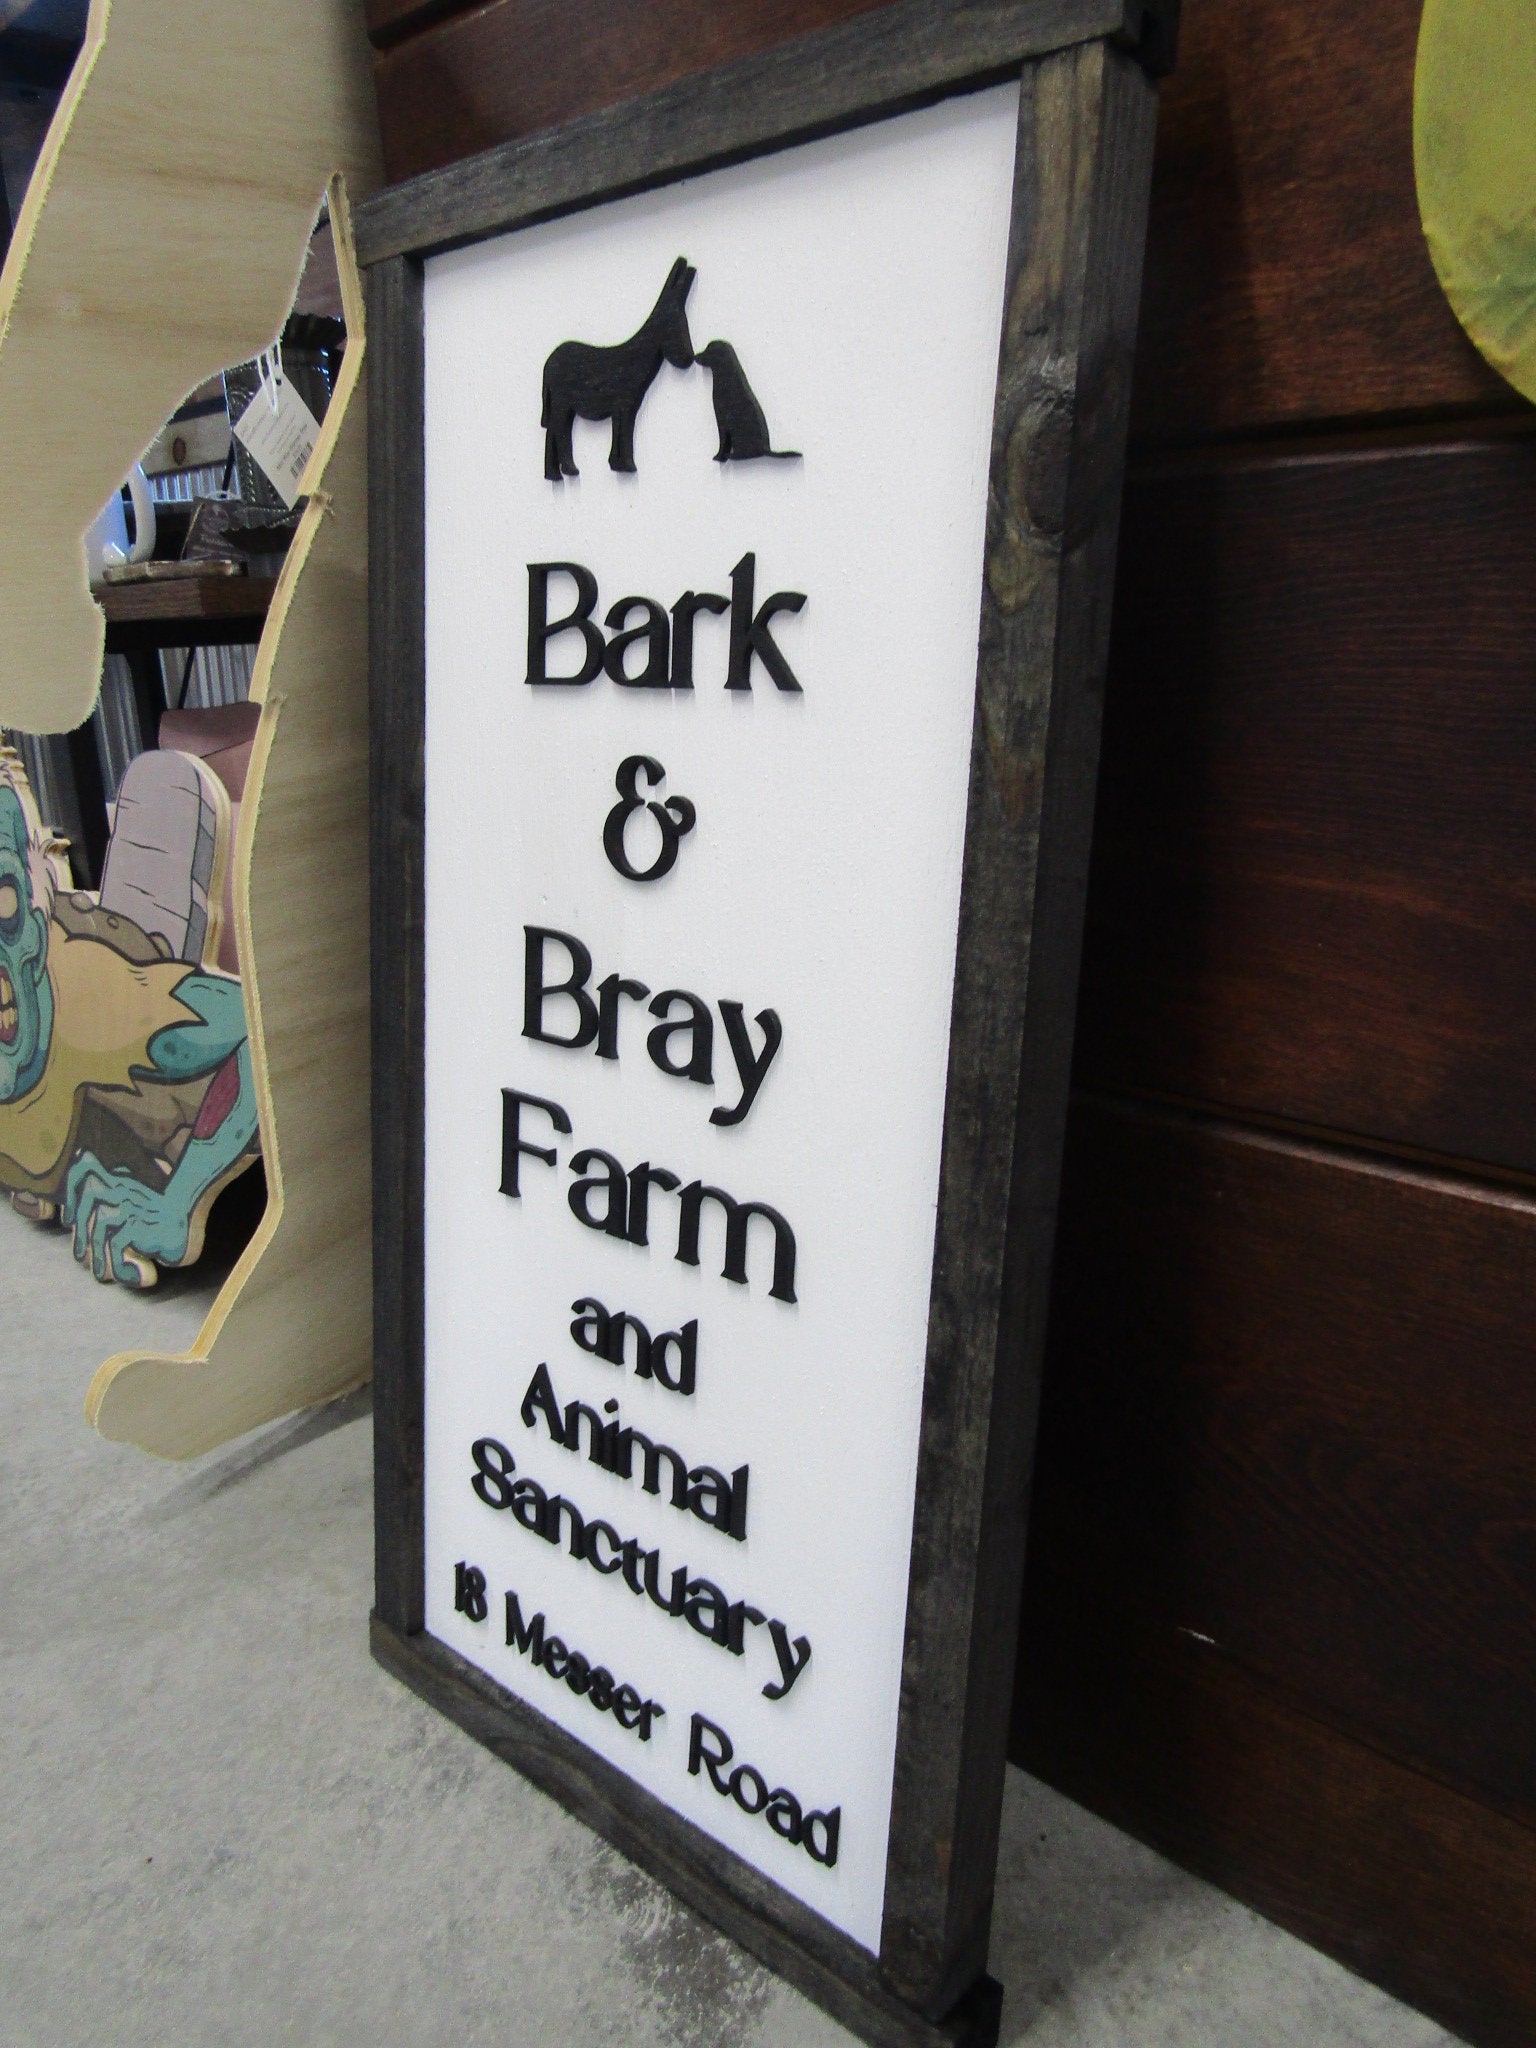 Bark
&
Bray
Farm
and
Animal
Sanctuary
18 Messer Road